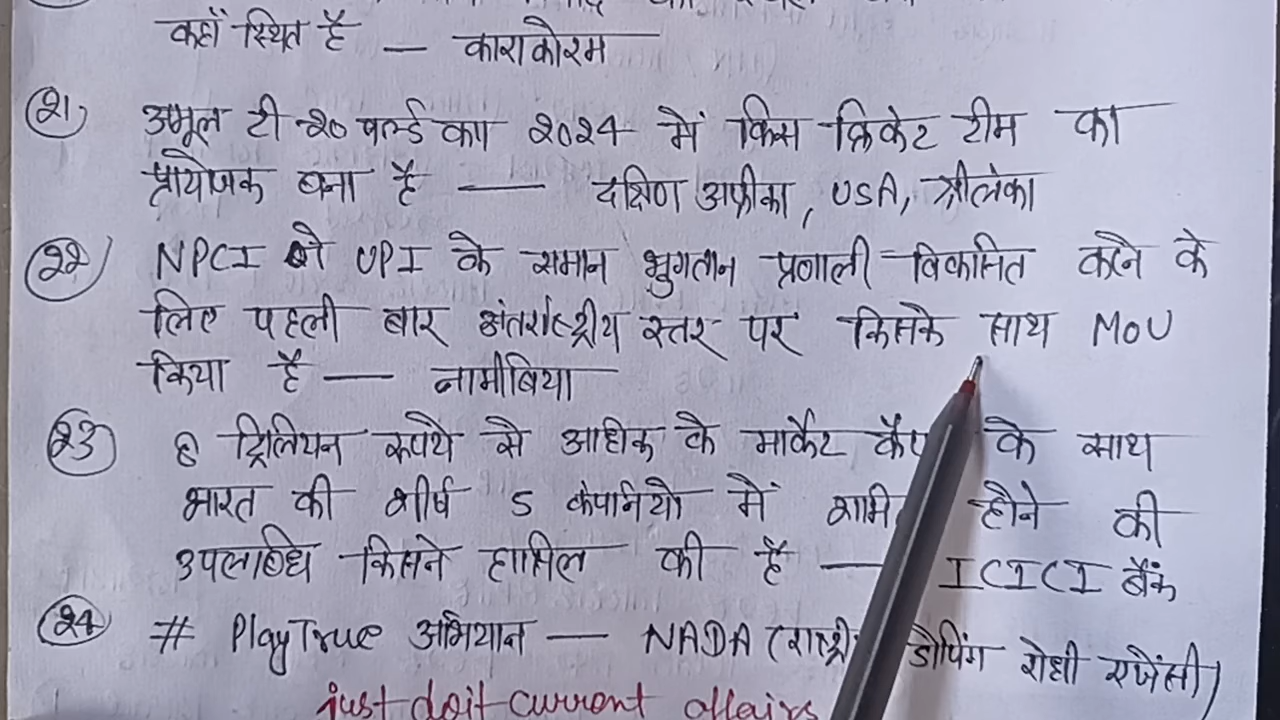 कहाँ स्थित है — काराकोरम
21) अमूल टी-20 वर्ल्ड कप 2024 में किस क्रिकेट टीम का
प्रायोजक बना है — दक्षिण अफ्रीका, USA, श्रीलंका
22) NPCI ने UPI के समान भुगतान प्रणाली विकसित करने के
लिए पहली बार अंतर्राष्ट्रीय स्तर पर किसके साथ MoU
किया है — नामीबिया
23) 8 ट्रिलियन रूपये से अधिक के मार्केट कैप के साथ
भारत की शीर्ष 5 कंपनियो में शामि होने की
उपलब्धि किसने हासिल की है — ICICI बैंक
24) # PlayTrue अभियान — NADA (राष्ट्री डोपिंग रोधी एजेंसी)
just do it current affairs